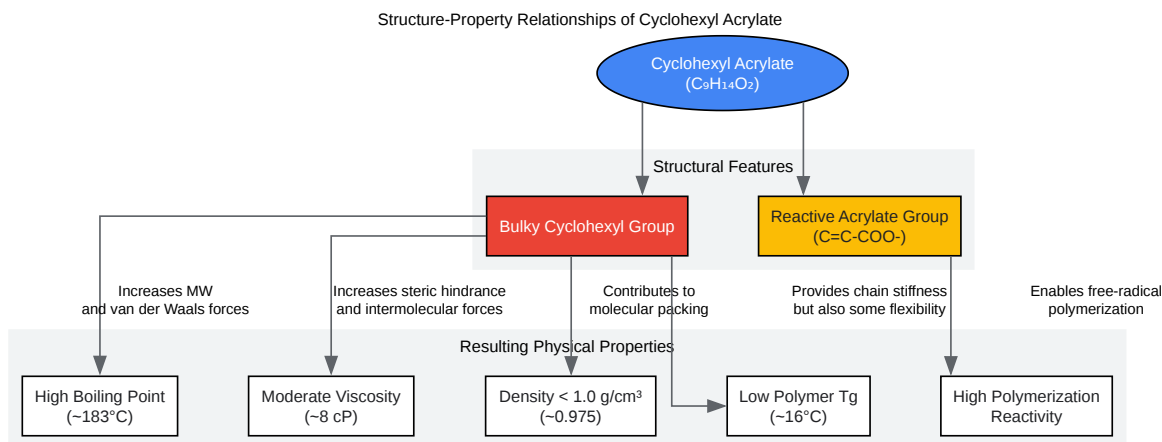 Structure-Property Relationships of Cyclohexyl Acrylate
Cyclohexyl Acrylate
(C₉H₁₄O₂)
Structural Features
Bulky Cyclohexyl Group
Reactive Acrylate Group
(C=C-COO-)
Increases MW
and van der Waals forces
Increases steric hindrance
and intermolecular forces
Contributes to
molecular packing
Provides chain stiffness
but also some flexibility
Enables free-radical
polymerization
Resulting Physical Properties
High Boiling Point
(~183°C)
Moderate Viscosity
(~8 cP)
Density < 1.0 g/cm³
(~0.975)
Low Polymer Tg
(~16°C)
High Polymerization
Reactivity